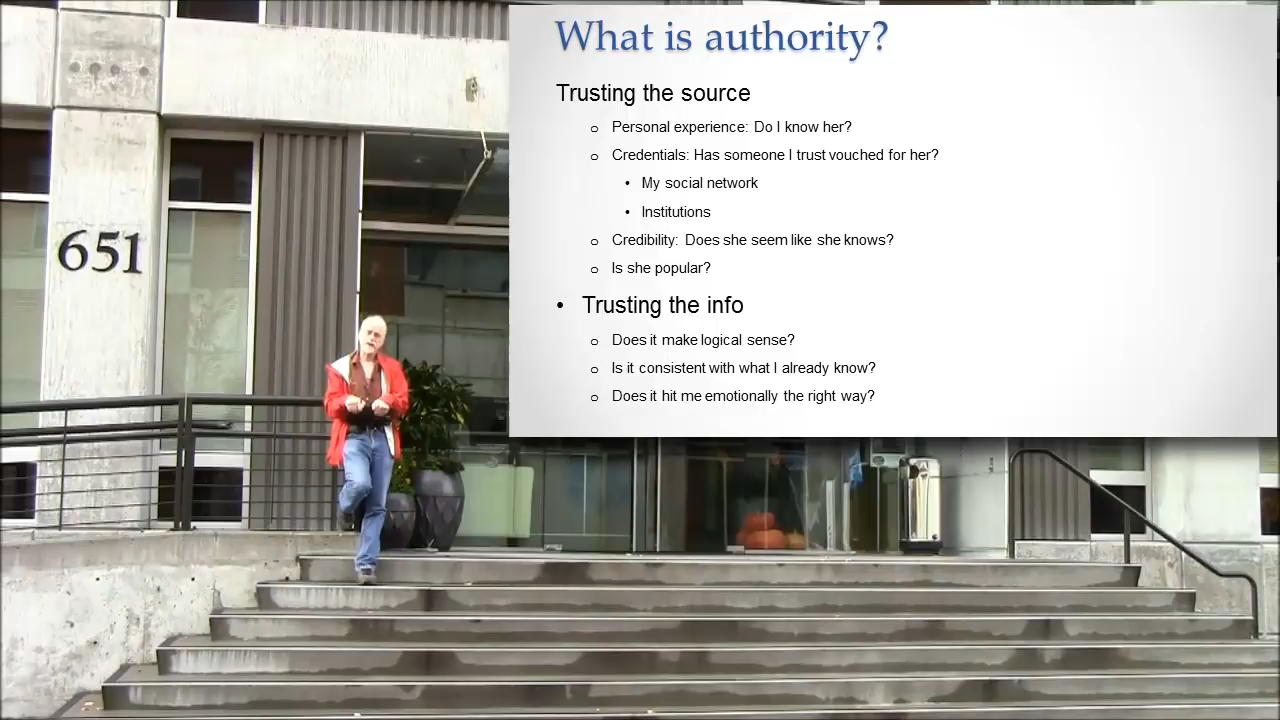 What is authority?
Trusting the source
o Personal experience: Do I know her?
o Credentials: Has someone I trust vouched for her?
• My social network
• Institutions
o Credibility: Does she seem like she knows?
o Is she popular?
• Trusting the info
o Does it make logical sense?
o Is it consistent with what I already know?
o Does it hit me emotionally the right way?
651